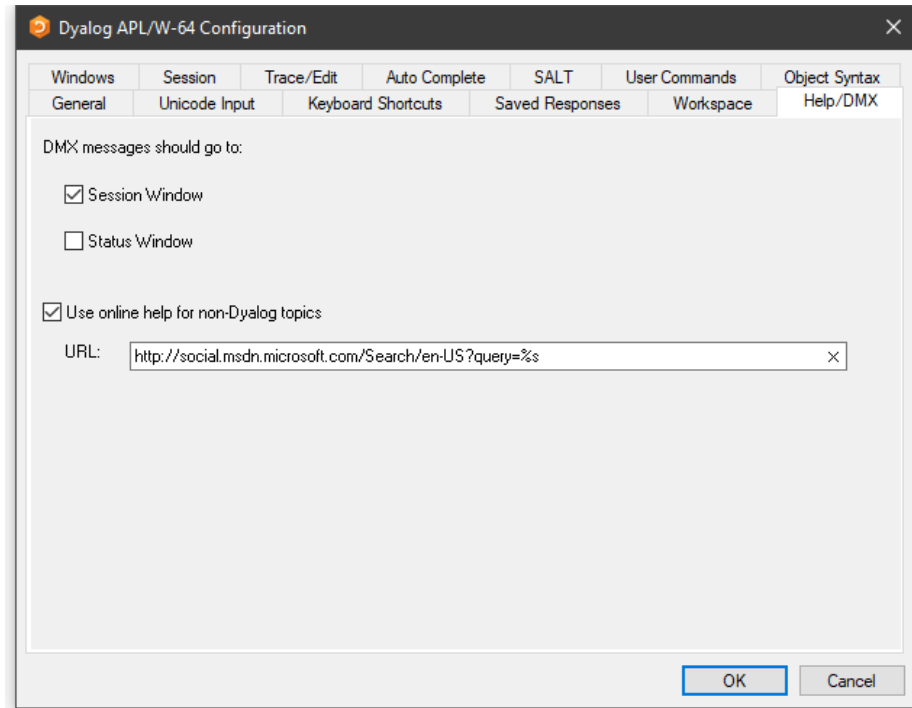 Dyalog APL/W-64 Configuration
Windows Session Trace/Edit Auto Complete SALT User Commands Object Syntax
General Unicode Input Keyboard Shortcuts Saved Responses Workspace Help/DMX
DMX messages should go to:
Session Window
Status Window
Use online help for non-Dyalog topics
URL: http://social.msdn.microsoft.com/Search/en-US?query=%s
OK Cancel